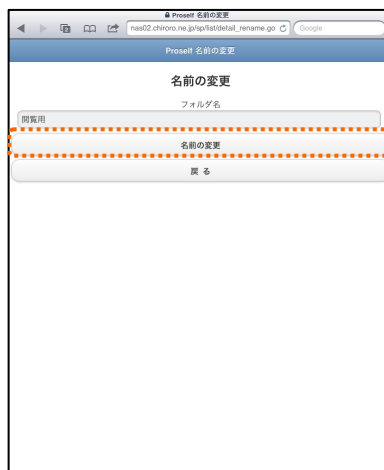 Proself 名前の変更
nas02.chiroro.ne.jp/sp/list/detail_rename.go
Google
Proself 名前の変更
名前の変更
フォルダ名
閲覧用
名前の変更
戻 る